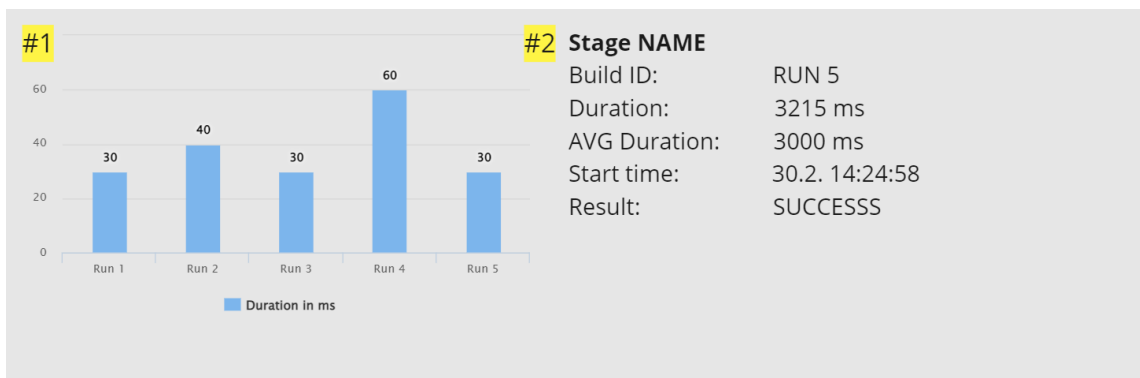 #1
60
40
20
0
30
40
30
60
30
Run 1 Run 2 Run 3 Run 4 Run 5
Duration in ms
#2 Stage NAME
Build ID: RUN 5
Duration: 3215 ms
AVG Duration: 3000 ms
Start time: 30.2. 14:24:58
Result: SUCCESSS